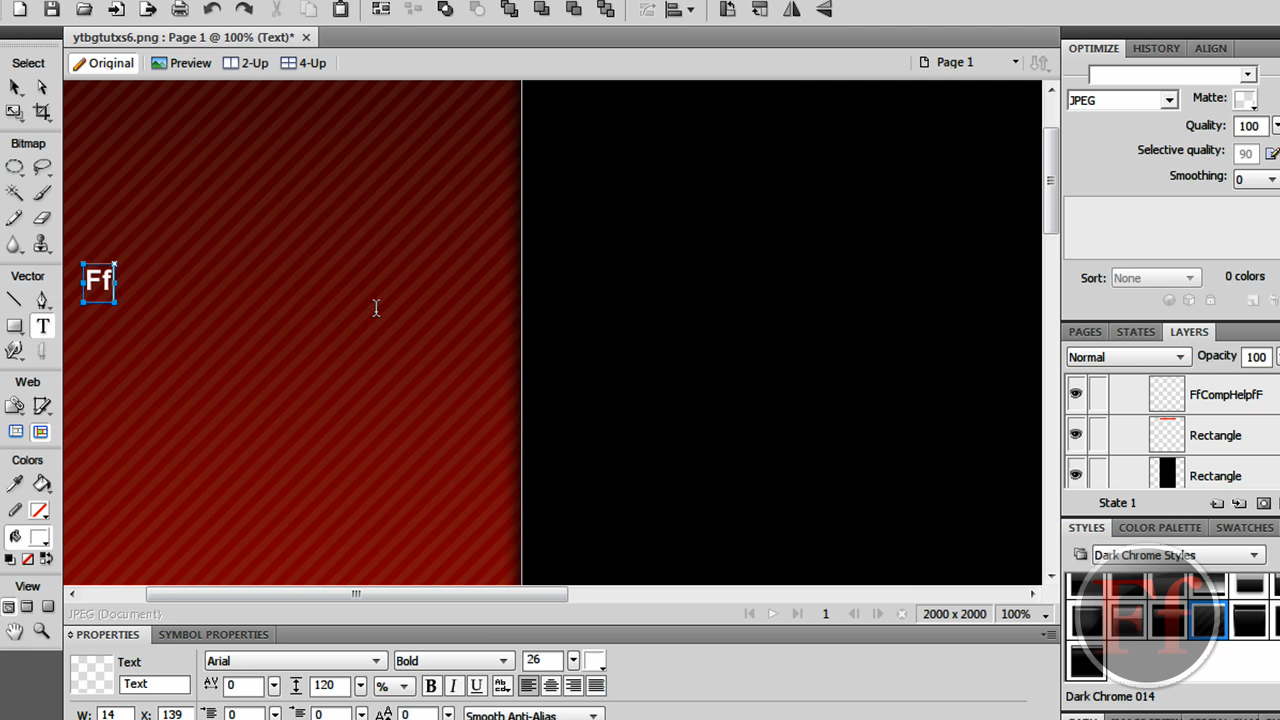 ytbgtutxs6.png : Page 1 @ 100% (Text)*
Original Preview 2-Up 4-Up Page 1
Select
Bitmap
Vector
Web
Colors
View
Ff
OPTIMIZE HISTORY ALIGN
JPEG Matte:
Quality: 100
Selective quality: 90
Smoothing: 0
Sort: None 0 colors
PAGES STATES LAYERS
Normal Opacity 100
FfCompHelpfF
Rectangle
Rectangle
State 1
STYLES COLOR PALETTE SWATCHES
Dark Chrome Styles
Ff
Dark Chrome 014
JPEG (Document) 1 2000 x 2000 100%
PROPERTIES SYMBOL PROPERTIES
Text Arial Bold 26
Text 0 120 % B I U
W: 14 X: 139 0 0 0 Smooth Anti-Alias